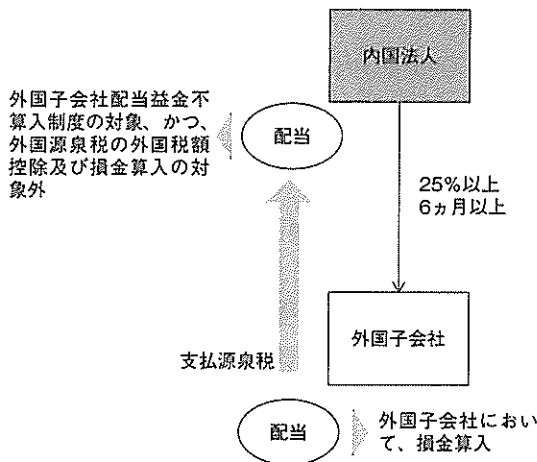 内国法人
外国子会社配当益金不
算入制度の対象、かつ、
外国源泉税の外国税額
控除及び損金算入の対
象外
配当
25%以上
6ヵ月以上
外国子会社
支払源泉税
配当
外国子会社におい
て、損金算入